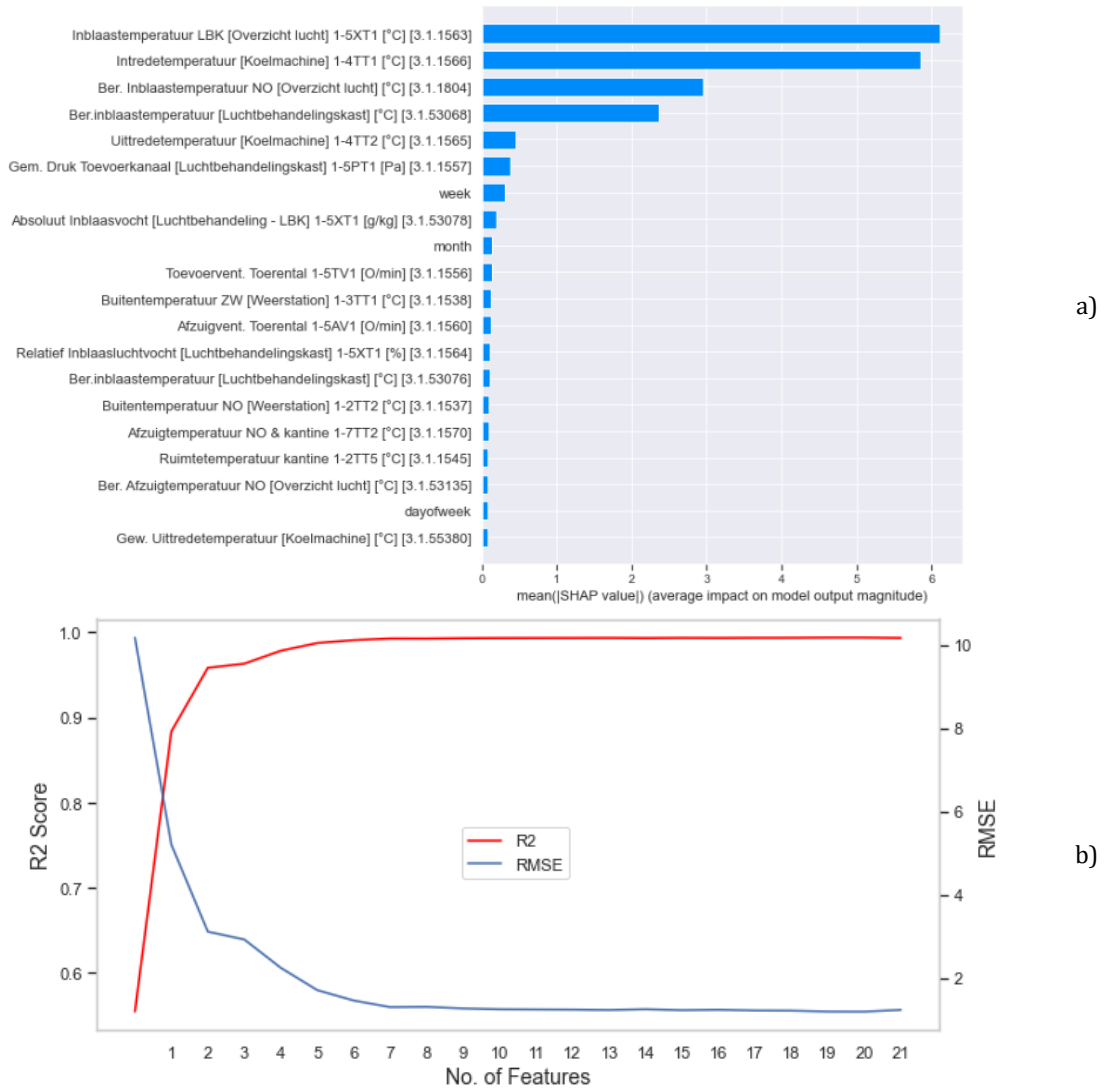 Inblaastemperatuur LBK [Overzicht lucht] 1-5XT1 [°C] [3.1.1563]
Intredetemperatuur [Koelmachine] 1-4TT1 [°C] [3.1.1566]
Ber. Inblaastemperatuur NO [Overzicht lucht] [°C] [3.1.1804]
Ber.inblaastemperatuur [Luchtbehandelingskast] [°C] [3.1.53068]
Uittredetemperatuur [Koelmachine] 1-4TT2 [°C] [3.1.1565]
Gem. Druk Toevoerkanaal [Luchtbehandelingskast] 1-5PT1 [Pa] [3.1.1557]
week
Absoluut Inblaasvocht [Luchtbehandeling - LBK] 1-5XT1 [g/kg] [3.1.53078]
month
Toevoervent. Toerental 1-5TV1 [O/min] [3.1.1556]
Buitentemperatuur ZW [Weerstation] 1-3TT1 [°C] [3.1.1538]
a)
Afzuigvent. Toerental 1-5AV1 [O/min] [3.1.1560]
Relatief Inblaasluchtvocht [Luchtbehandelingskast] 1-5XT1 [%] [3.1.1564]
Ber.inblaastemperatuur [Luchtbehandelingskast] [°C] [3.1.53076]
Buitentemperatuur NO [Weerstation] 1-2TT2 [°C] [3.1.1537]
Afzuigtemperatuur NO & kantine 1-7TT2 [°C] [3.1.1570]
Ruimtetemperatuur kantine 1-2TT5 [°C] [3.1.1545]
Ber. Afzuigtemperatuur NO [Overzicht lucht] [°C] [3.1.53135]
dayofweek
Gew. Uittredetemperatuur [Koelmachine] [°C] [3.1.55380]
0 1 2 3 4 5 6
mean(|SHAP value|) (average impact on model output magnitude)
1.0
0.9
0.8
0.7
0.6
R2 Score
R2
RMSE
10
8
6
4
2
RMSE
b)
1 2 3 4 5 6 7 8 9 10 11 12 13 14 15 16 17 18 19 20 21
No. of Features